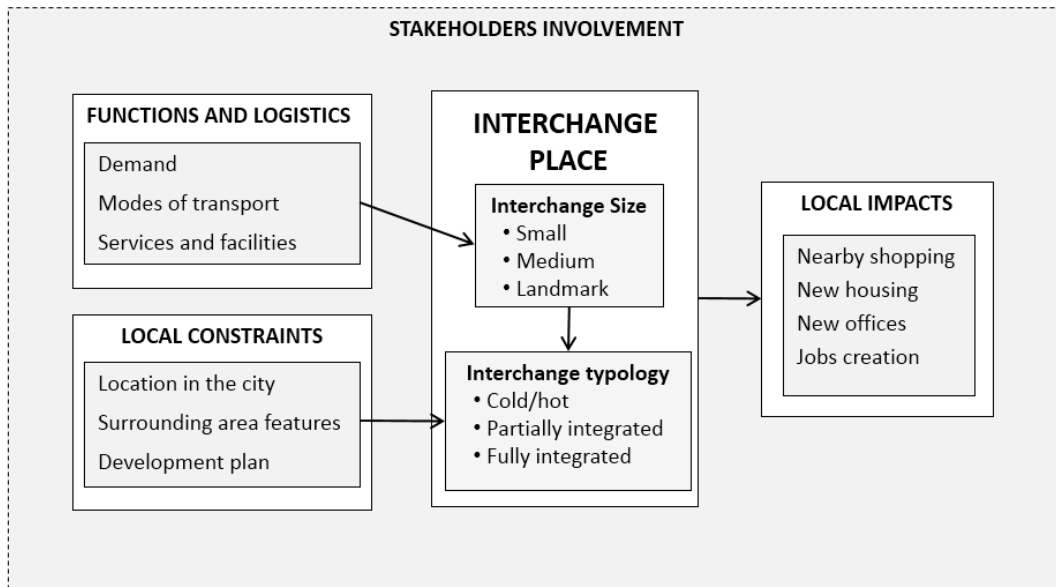 STAKEHOLDERS INVOLVEMENT
FUNCTIONS AND LOGISTICS
Demand
Modes of transport
Services and facilities
LOCAL CONSTRAINTS
Location in the city
Surrounding area features
Development plan
INTERCHANGE
PLACE
Interchange Size
• Small
• Medium
• Landmark
Interchange typology
• Cold/hot
• Partially integrated
• Fully integrated
LOCAL IMPACTS
Nearby shopping
New housing
New offices
Jobs creation